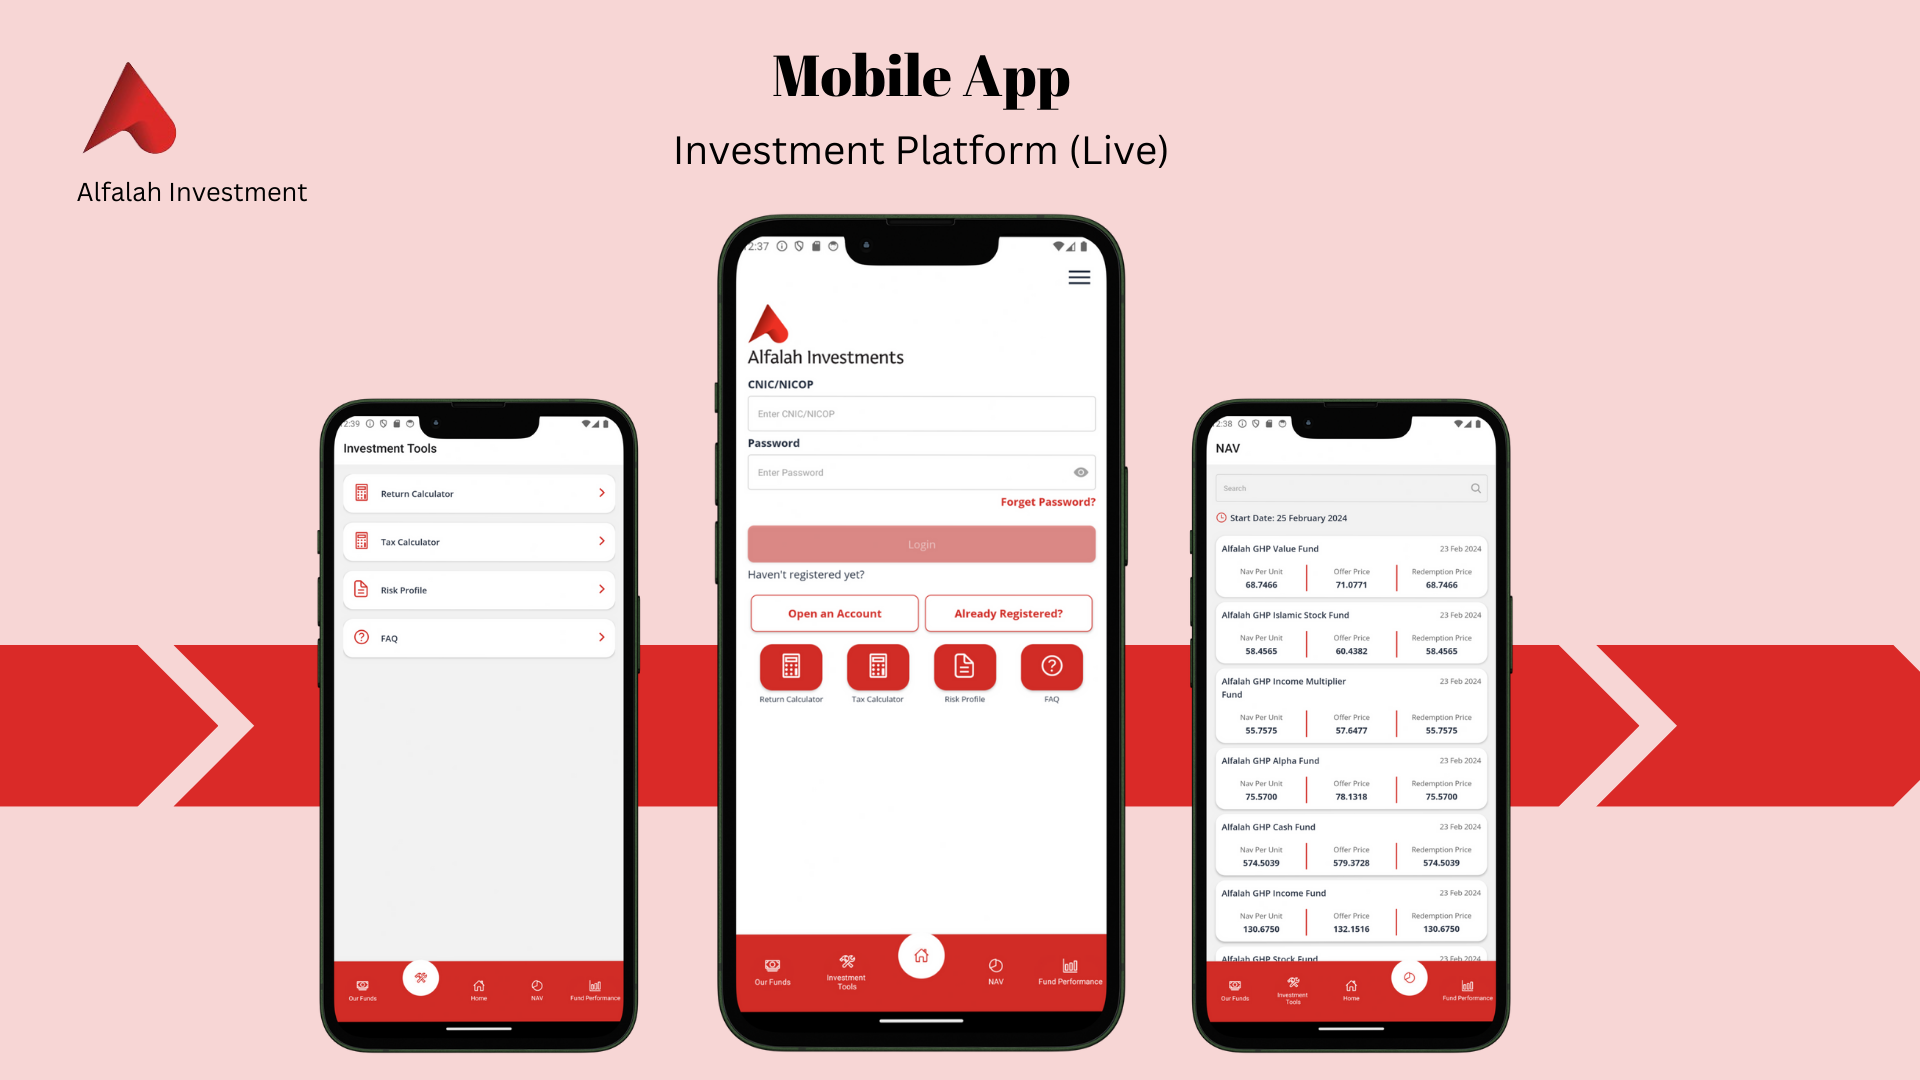 Mobile App
Investment Platform (Live)
Alfalah Investment
2:39
Investment Tools
Return Calculator
Tax Calculator
Risk Profile
FAQ
Our Funds
Home
NAV
Fund Performance
2:37
Alfalah Investments
CNIC/NICOP
Enter CNIC/NICOP
Password
Enter Password
Forget Password?
Login
Haven't registered yet?
Open an Account
Already Registered?
Return Calculator
Tax Calculator
Risk Profile
FAQ
Our Funds
Investment
Tools
NAV
Fund Performance
2:38
NAV
Search
Start Date: 25 February 2024
Alfalah GHP Value Fund 23 Feb 2024
Nav Per Unit Offer Price Redemption Price
68.7466 71.0771 68.7466
Alfalah GHP Islamic Stock Fund 23 Feb 2024
Nav Per Unit Offer Price Redemption Price
58.4565 60.4382 58.4565
Alfalah GHP Income Multiplier 23 Feb 2024
Fund
Nav Per Unit Offer Price Redemption Price
55.7575 57.6477 55.7575
Alfalah GHP Alpha Fund 23 Feb 2024
Nav Per Unit Offer Price Redemption Price
75.5700 78.1318 75.5700
Alfalah GHP Cash Fund 23 Feb 2024
Nav Per Unit Offer Price Redemption Price
574.5039 579.3728 574.5039
Alfalah GHP Income Fund 23 Feb 2024
Nav Per Unit Offer Price Redemption Price
130.6750 132.1516 130.6750
Alfalah GHP Stock Fund 23 Feb 2024
Our Funds
Investment
Tools
Home
Fund Performance